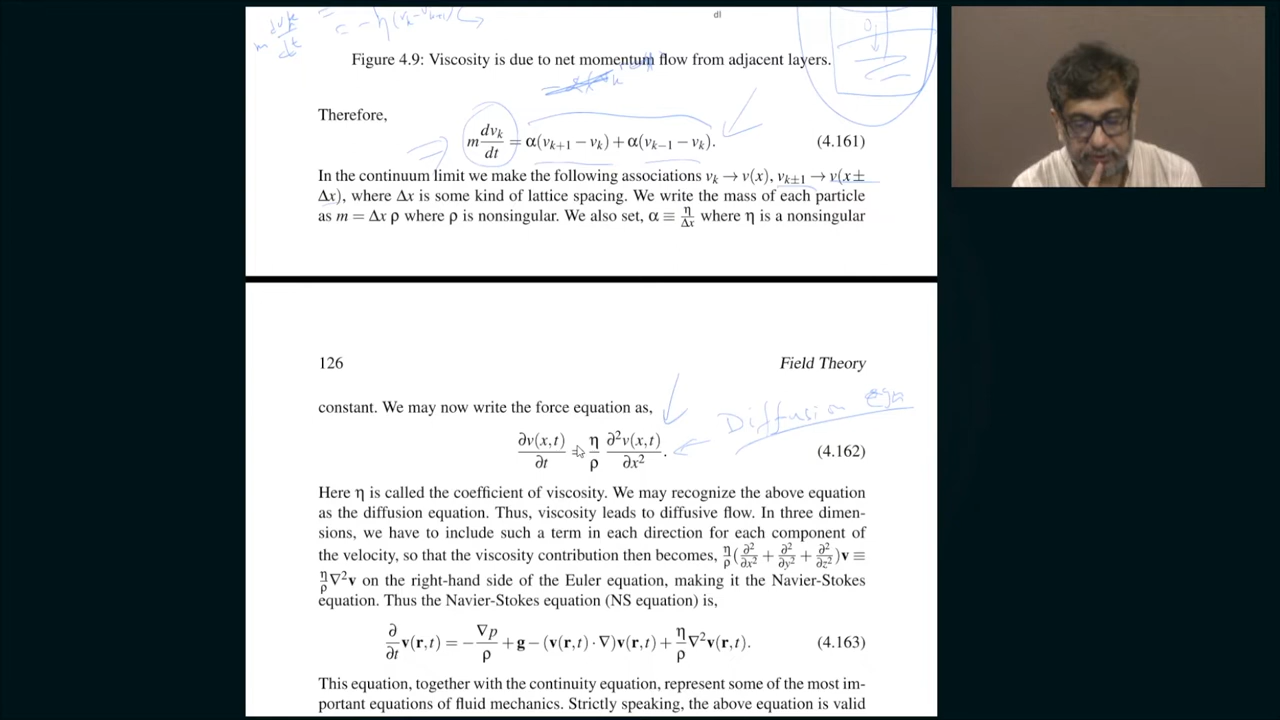 dl
m dv_k/dt = -η(v_k - v_{k+1})
Figure 4.9: Viscosity is due to net momentum flow from adjacent layers.
Therefore,
m dv_k/dt = α(v_{k+1} − v_k) + α(v_{k−1} − v_k). (4.161)
In the continuum limit we make the following associations v_k → v(x), v_{k±1} → v(x±
Δx), where Δx is some kind of lattice spacing. We write the mass of each particle
as m = Δx ρ where ρ is nonsingular. We also set, α ≡ η/Δx where η is a nonsingular
126 Field Theory
constant. We may now write the force equation as,
Diffusion eqn
∂v(x,t)/∂t = η/ρ ∂²v(x,t)/∂x². (4.162)
Here η is called the coefficient of viscosity. We may recognize the above equation
as the diffusion equation. Thus, viscosity leads to diffusive flow. In three dimen-
sions, we have to include such a term in each direction for each component of
the velocity, so that the viscosity contribution then becomes, η/ρ(∂²/∂x² + ∂²/∂y² + ∂²/∂z²)v ≡
η/ρ∇²v on the right-hand side of the Euler equation, making it the Navier-Stokes
equation. Thus the Navier-Stokes equation (NS equation) is,
∂/∂t v(r,t) = −∇p/ρ + g − (v(r,t) · ∇)v(r,t) + η/ρ∇²v(r,t). (4.163)
This equation, together with the continuity equation, represent some of the most im-
portant equations of fluid mechanics. Strictly speaking, the above equation is valid